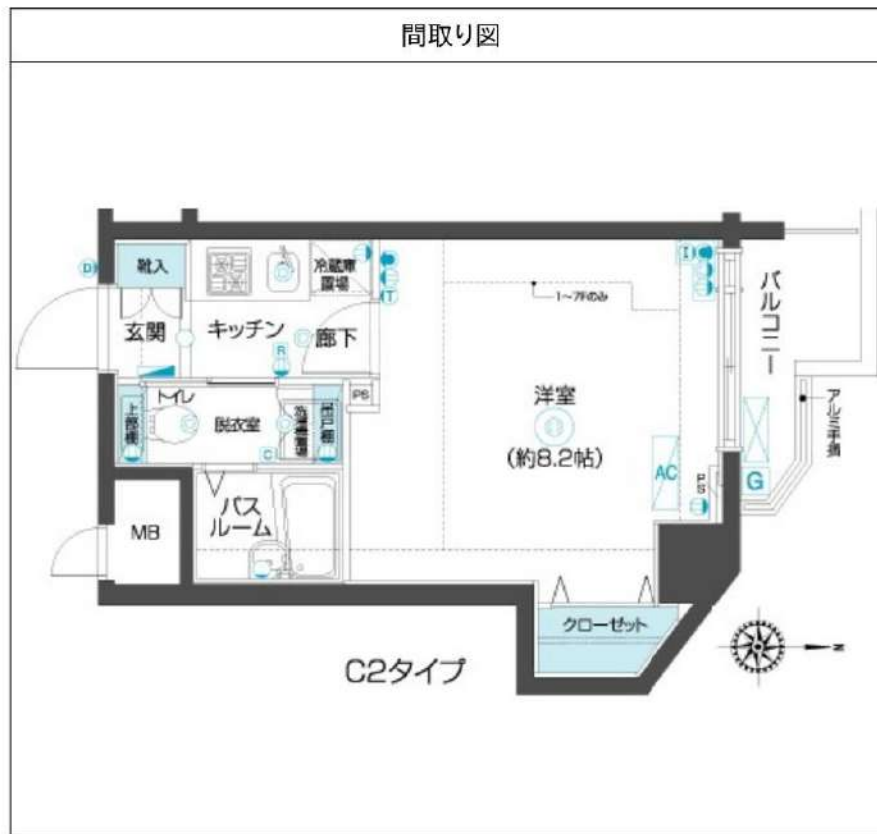 間取り図
D
靴入
冷蔵庫
置場
I
T
1～7Fのみ
バルコニー
玄関
キッチン
廊下
R
トイレ
PS
洋室
(約8.2帖)
アルミ手摺
上部棚
脱衣室
洗濯機置場
吊戸棚
C
AC
PS
G
バス
ルーム
MB
クローゼット
N
C2タイプ